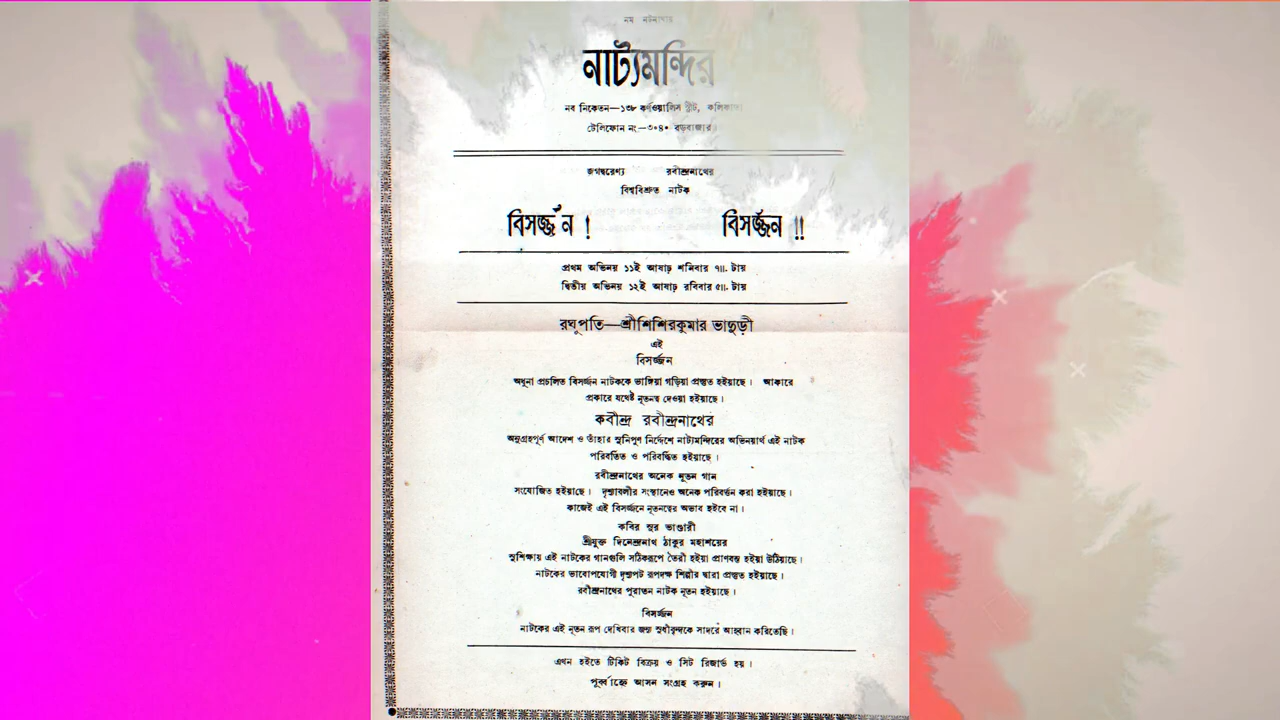 নম নটনাথায়
নাট্যমন্দির
নব নিকেতন—১৩৮ কর্ণওয়ালিস স্ট্রীট, কলিকাতা
টেলিফোন নং—৩০৪০ বড়বাজার।
জগদ্বরেণ্য রবীন্দ্রনাথের
বিশ্ববিশ্রুত নাটক
বিসর্জ্জন ! বিসর্জ্জন !!
প্রথম অভিনয় ১১ই আষাঢ় শনিবার ৭॥. টায়
দ্বিতীয় অভিনয় ১২ই আষাঢ় রবিবার ৫॥. টায়
রঘুপতি—শ্রীশিশিরকুমার ভাদুড়ী
এই
বিসর্জ্জন
অধুনা প্রচলিত বিসর্জ্জন নাটককে ভাঙ্গিয়া গড়িয়া প্রস্তুত হইয়াছে। আকারে
প্রকারে যথেষ্ট নূতনত্ব দেওয়া হইয়াছে।
কবীন্দ্র রবীন্দ্রনাথের
অনুগ্রহপূর্ণ আদেশ ও তাঁহার সুনিপুণ নির্দ্দেশে নাট্যমন্দিরের অভিনয়ার্থ এই নাটক
পরিবর্ত্তিত ও পরিবর্দ্ধিত হইয়াছে।
রবীন্দ্রনাথের অনেক নূতন গান
সংযোজিত হইয়াছে। দৃশ্যাবলীর সংস্থানেও অনেক পরিবর্ত্তন করা হইয়াছে।
কাজেই এই বিসর্জ্জনে নূতনত্বের অভাব হইবে না।
কবির সুর ভাণ্ডারী
শ্রীযুক্ত দিনেন্দ্রনাথ ঠাকুর মহাশয়ের
সুশিক্ষায় এই নাটকের গানগুলি সঠিকরূপে তৈরী হইয়া প্রাণবন্ত হইয়া উঠিয়াছে।
নাটকের ভাবোপযোগী দৃশ্যপট রূপদক্ষ শিল্পীর দ্বারা প্রস্তুত হইয়াছে।
রবীন্দ্রনাথের পুরাতন নাটক নূতন হইয়াছে।
বিসর্জ্জন
নাটকের এই নূতন রূপ দেখিবার জন্য সুধীবৃন্দকে সাদরে আহ্বান করিতেছি।
এখন হইতে টিকিট বিক্রয় ও সিট রিজার্ভ হয়।
পূর্ব্বাহ্নে আসন সংগ্রহ করুন।